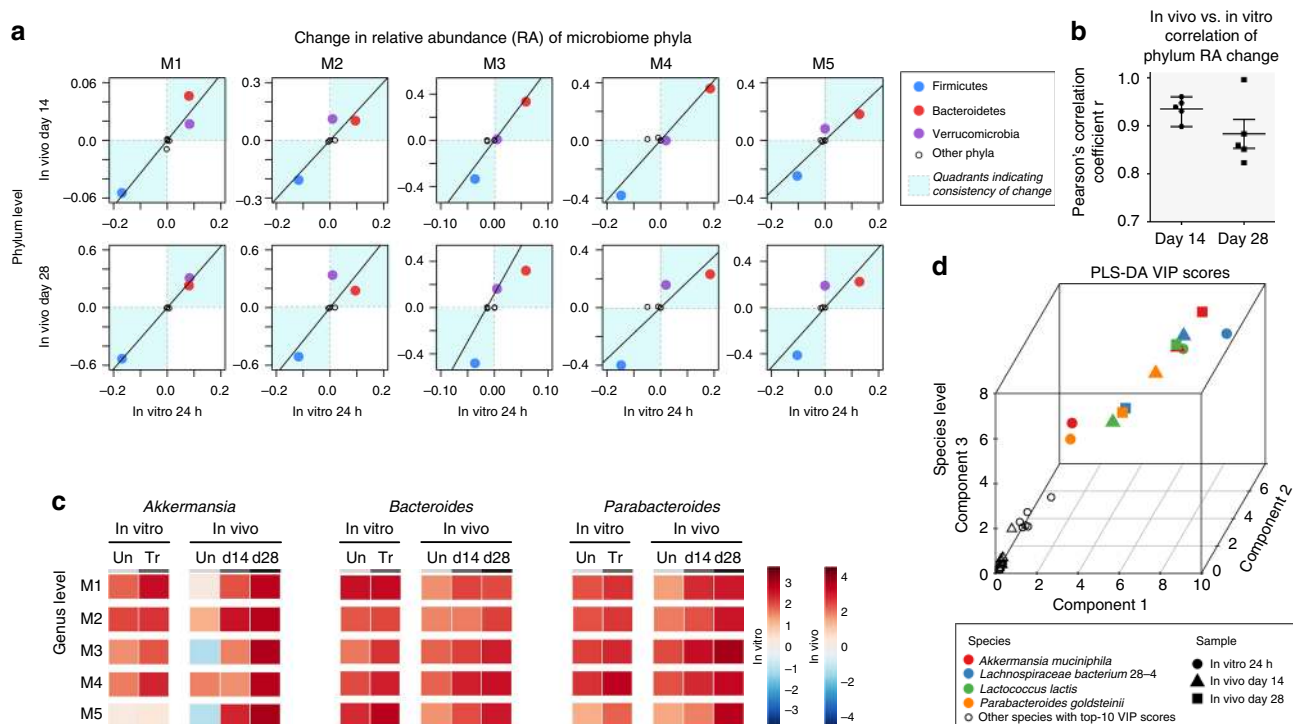 a
Change in relative abundance (RA) of microbiome phyla
M1 M2 M3 M4 M5
Phylum level
In vivo day 14
0.06 0.0 −0.06
0.3 0.0 −0.3
0.4 0.0 −0.4
0.4 0.0 −0.4
0.4 0.0 −0.4
−0.2 0.0 0.2
−0.2 0.0 0.2
−0.10 0.00 0.10
−0.2 0.0 0.2
−0.2 0.0 0.2
In vivo day 28
0.6 0.0 −0.6
0.6 0.0 −0.6
0.4 0.0 −0.4
0.4 0.0 −0.4
0.4 0.0 −0.4
−0.2 0.0 0.2
−0.2 0.0 0.2
−0.10 0.00 0.10
−0.2 0.0 0.2
−0.2 0.0 0.2
In vitro 24 h In vitro 24 h In vitro 24 h In vitro 24 h In vitro 24 h
Firmicutes
Bacteroidetes
Verrucomicrobia
Other phyla
Quadrants indicating
consistency of change
b
In vivo vs. in vitro
correlation of
phylum RA change
Pearson's correlation
coefficient r
1.0
0.9
0.8
0.7
Day 14 Day 28
c
Akkermansia Bacteroides Parabacteroides
In vitro In vivo In vitro In vivo In vitro In vivo
Un Tr Un d14 d28 Un Tr Un d14 d28 Un Tr Un d14 d28
Genus level
M1
M2
M3
M4
M5
In vitro
3
2
1
0
−1
−2
−3
In vivo
4
3
2
1
0
−1
−2
−3
−4
d
PLS-DA VIP scores
Species level
Component 3
8
6
4
2
0
0 2 4 6 8 10
Component 1
0 2 4 6
Component 2
Species
Akkermansia muciniphila
Lachnospiraceae bacterium 28–4
Lactococcus lactis
Parabacteroides goldsteinii
Other species with top-10 VIP scores
Sample
In vitro 24 h
In vivo day 14
In vivo day 28